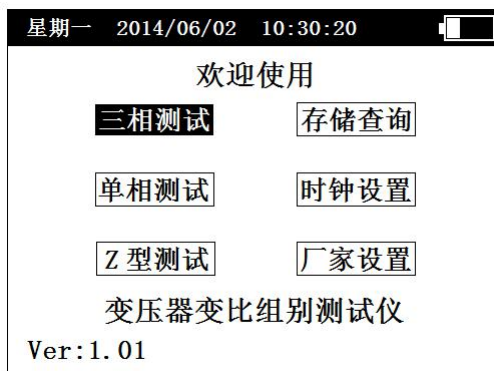 星期一 2014/06/02 10:30:20
欢迎使用
三相测试 存储查询
单相测试 时钟设置
Z型测试 厂家设置
变压器变比组别测试仪
Ver:1.01